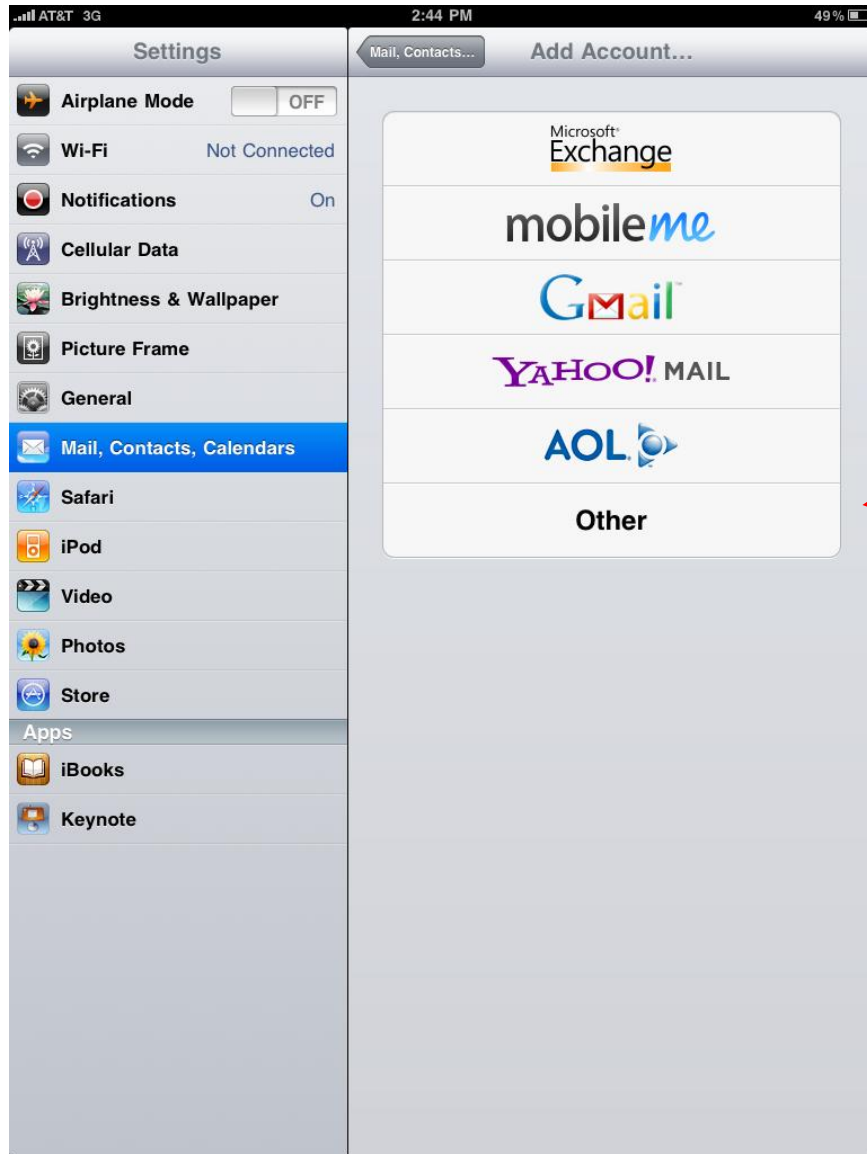 AT&T 3G 2:44 PM 49%
Settings
Airplane Mode OFF
Wi-Fi Not Connected
Notifications On
Cellular Data
Brightness & Wallpaper
Picture Frame
General
Mail, Contacts, Calendars
Safari
iPod
Video
Photos
Store
Apps
iBooks
Keynote
Mail, Contacts... Add Account...
Microsoft
Exchange
mobileme
Gmail™
YAHOO! MAIL
AOL
Other